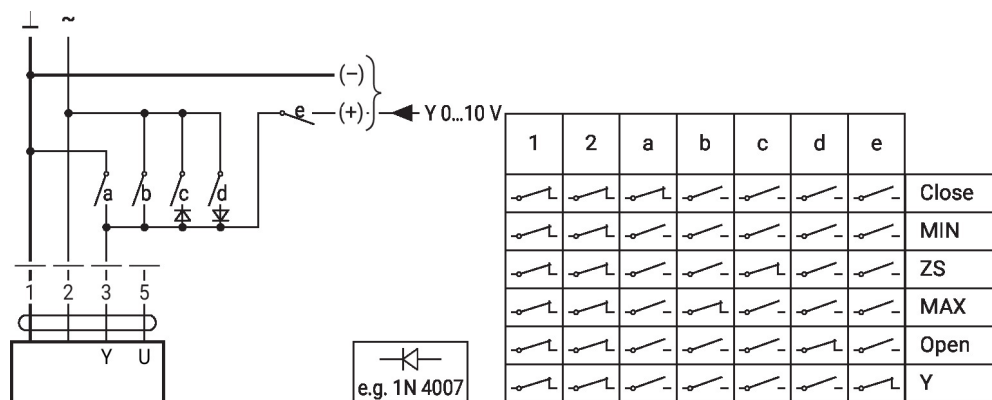 ⊥ ~
(–)
e (+) Y 0...10 V
a b c d
1 2 3 5
Y U
e.g. 1N 4007
1 2 a b c d e
Close
MIN
ZS
MAX
Open
Y